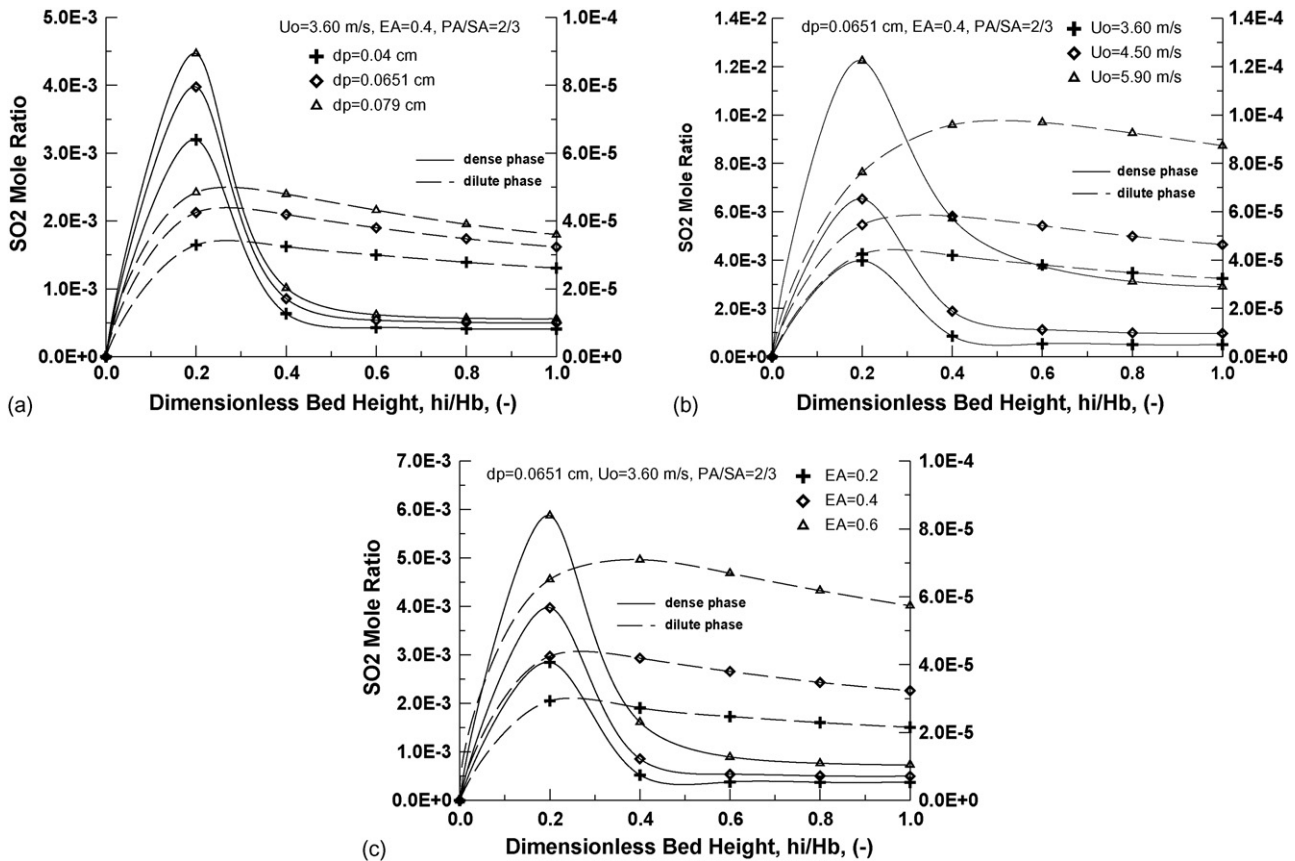 Uo=3.60 m/s, EA=0.4, PA/SA=2/3
dp=0.04 cm
dp=0.0651 cm
dp=0.079 cm
dense phase
dilute phase
5.0E-3
4.0E-3
3.0E-3
2.0E-3
1.0E-3
0.0E+0
1.0E-4
8.0E-5
6.0E-5
4.0E-5
2.0E-5
0.0E+0
SO2 Mole Ratio
0.0 0.2 0.4 0.6 0.8 1.0
Dimensionless Bed Height, hi/Hb, (-)
(a)
dp=0.0651 cm, EA=0.4, PA/SA=2/3
Uo=3.60 m/s
Uo=4.50 m/s
Uo=5.90 m/s
dense phase
dilute phase
1.4E-2
1.2E-2
1.0E-2
8.0E-3
6.0E-3
4.0E-3
2.0E-3
0.0E+0
1.4E-4
1.2E-4
1.0E-4
8.0E-5
6.0E-5
4.0E-5
2.0E-5
0.0E+0
SO2 Mole Ratio
0.0 0.2 0.4 0.6 0.8 1.0
Dimensionless Bed Height, hi/Hb, (-)
(b)
dp=0.0651 cm, Uo=3.60 m/s, PA/SA=2/3
EA=0.2
EA=0.4
EA=0.6
dense phase
dilute phase
7.0E-3
6.0E-3
5.0E-3
4.0E-3
3.0E-3
2.0E-3
1.0E-3
0.0E+0
1.0E-4
8.0E-5
6.0E-5
4.0E-5
2.0E-5
0.0E+0
SO2 Mole Ratio
0.0 0.2 0.4 0.6 0.8 1.0
Dimensionless Bed Height, hi/Hb, (-)
(c)